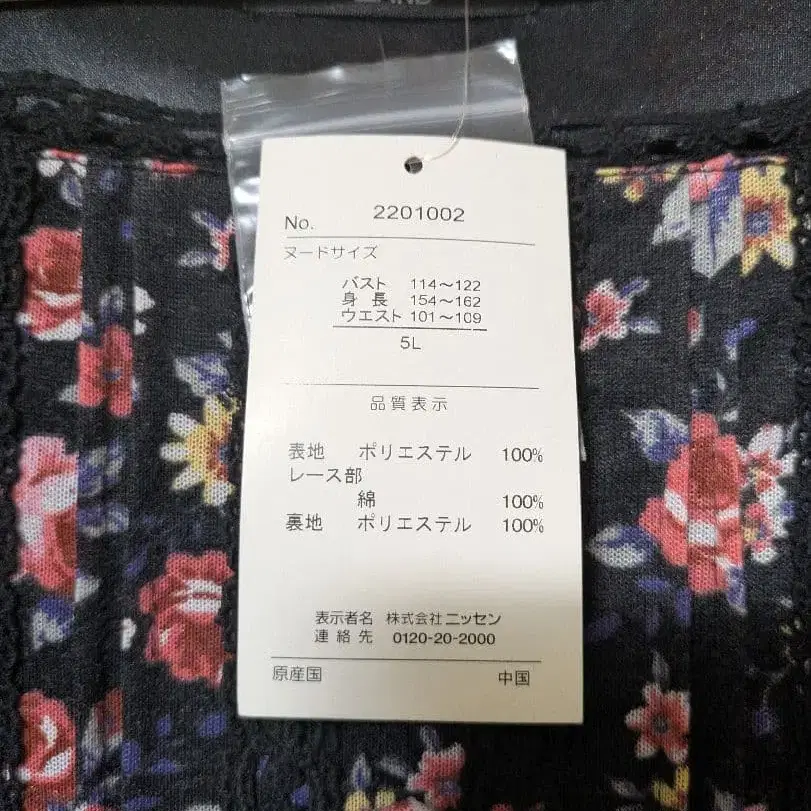 No. 2201002
ヌードサイズ
バスト 114～122
身長 154～162
ウエスト 101～109
5L
品質表示
表地 ポリエステル 100%
レース部
綿 100%
裏地 ポリエステル 100%
表示者名 株式会社ニッセン
連絡先 0120-20-2000
原産国 中国